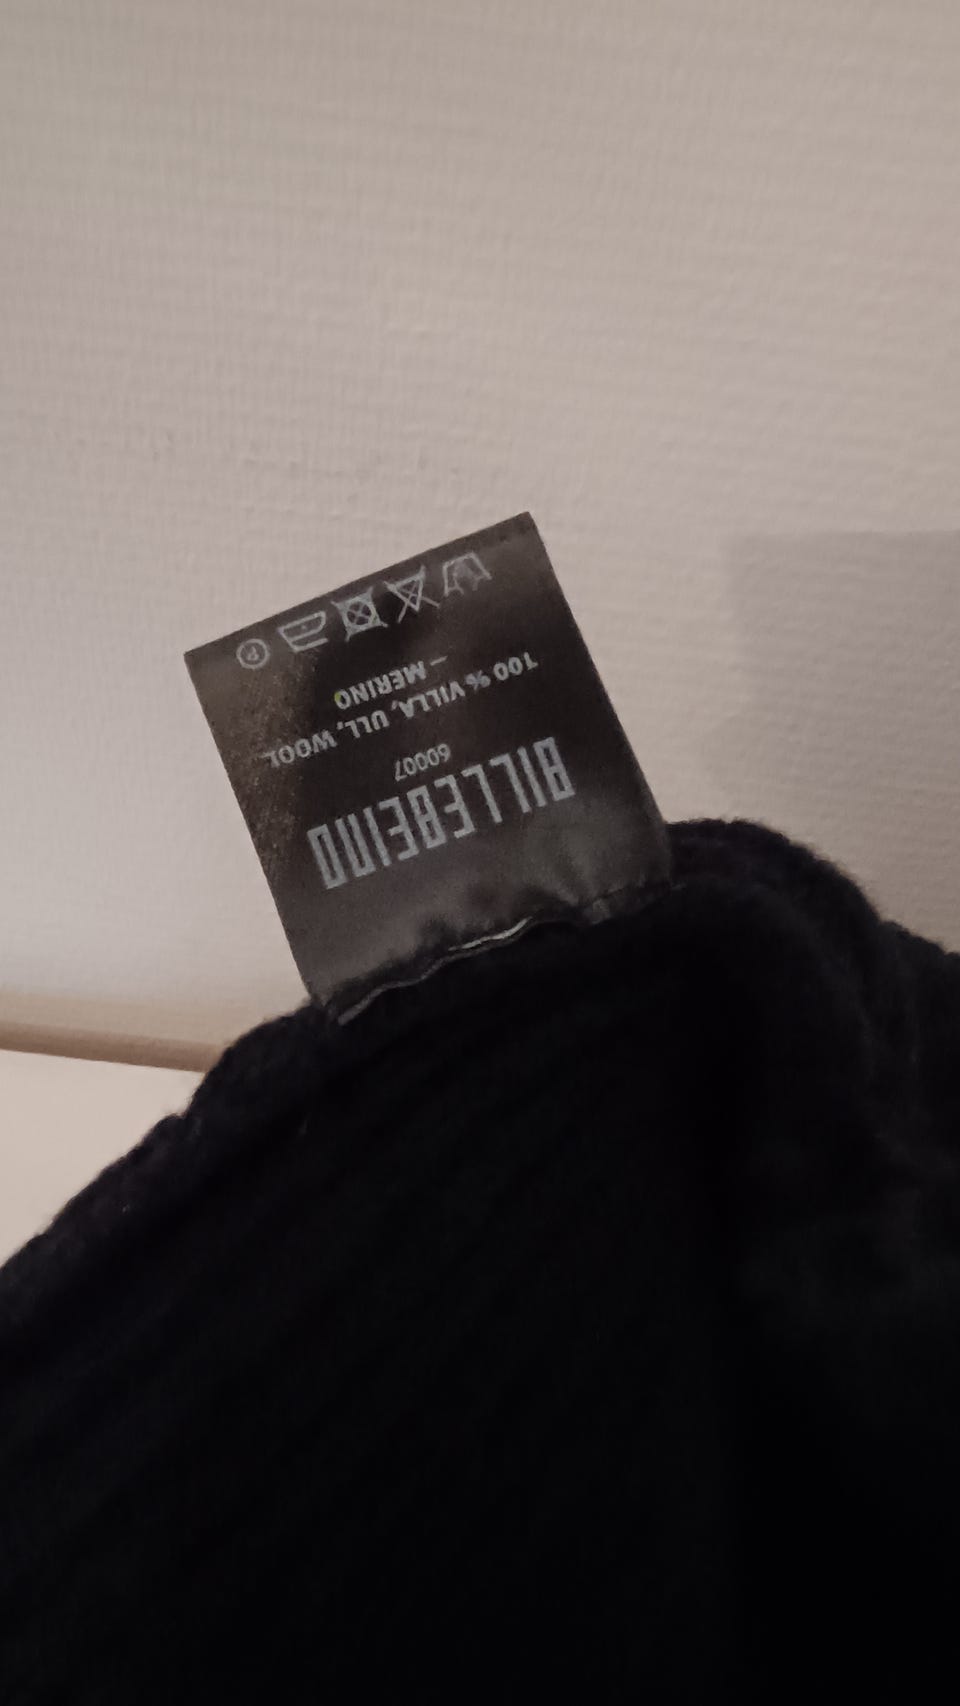 BILLEBEINO
60007
100 % VILLA, ULL, WOOL
— MERINO
P